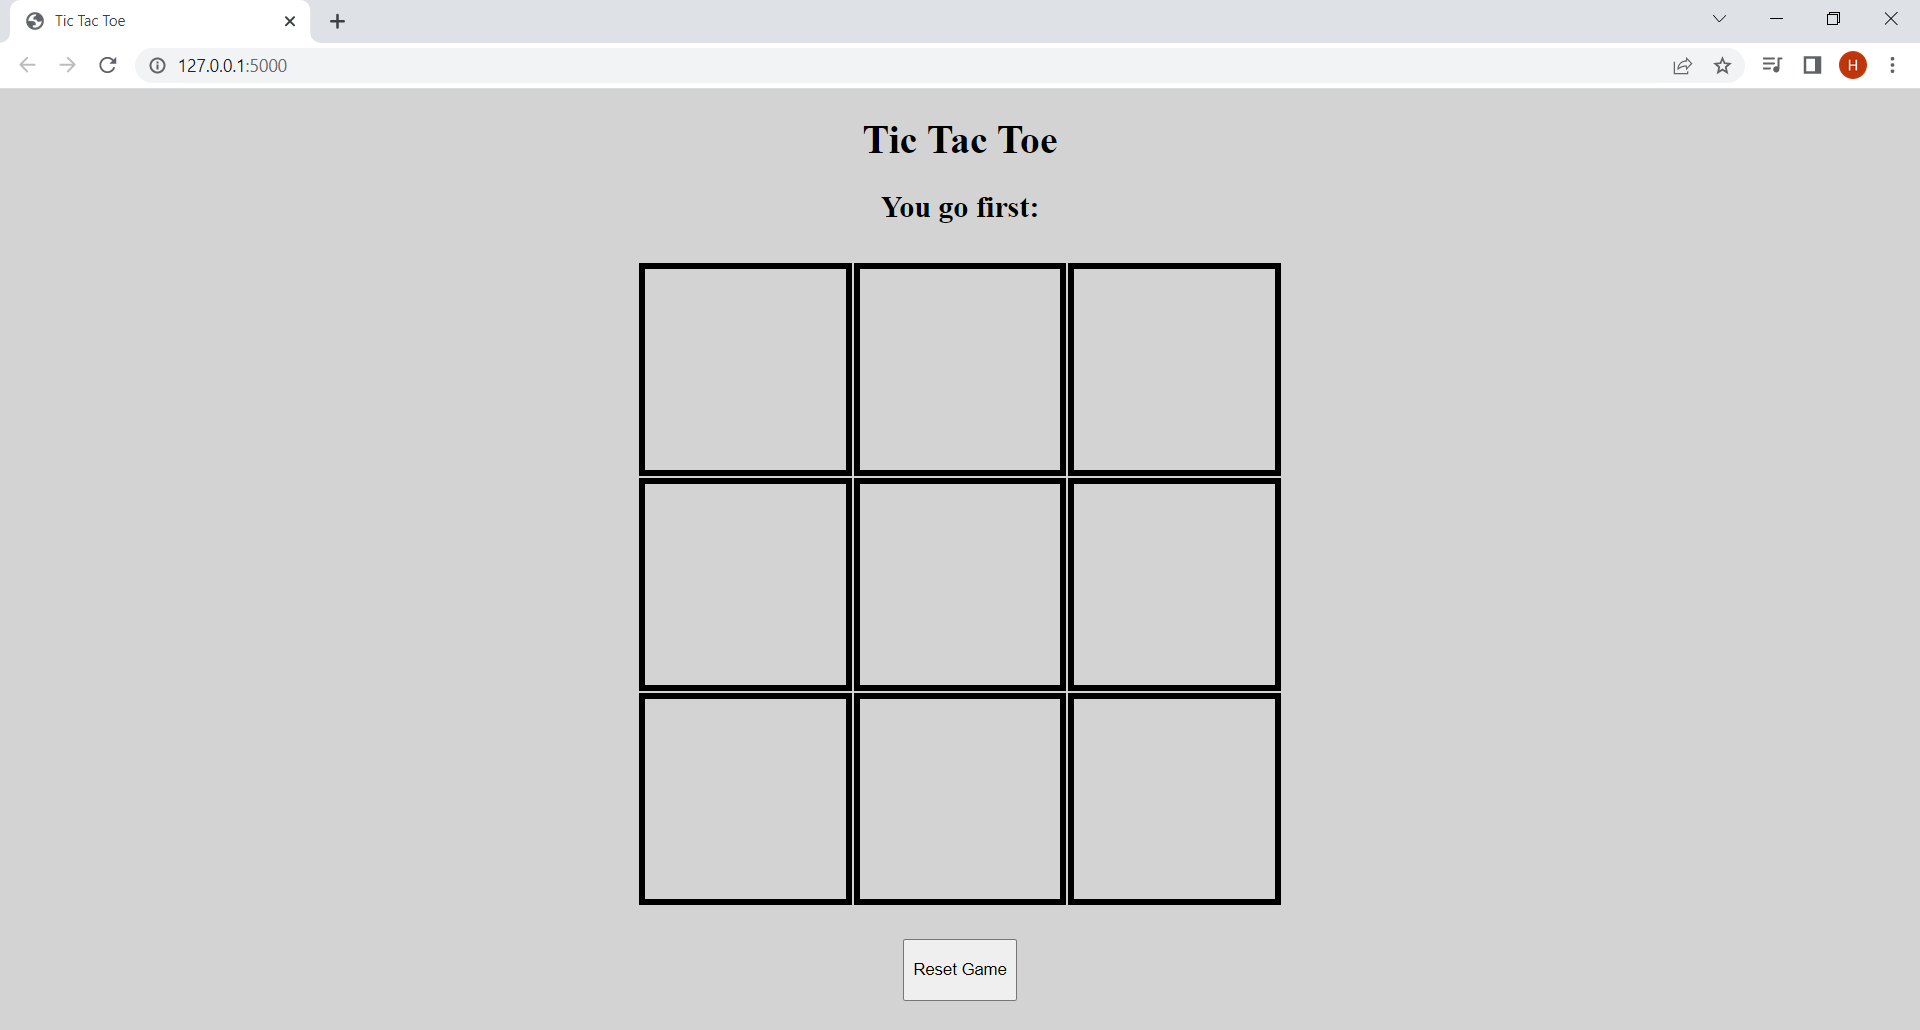 Tic Tac Toe
127.0.0.1:5000
H
Tic Tac Toe
You go first:
Reset Game